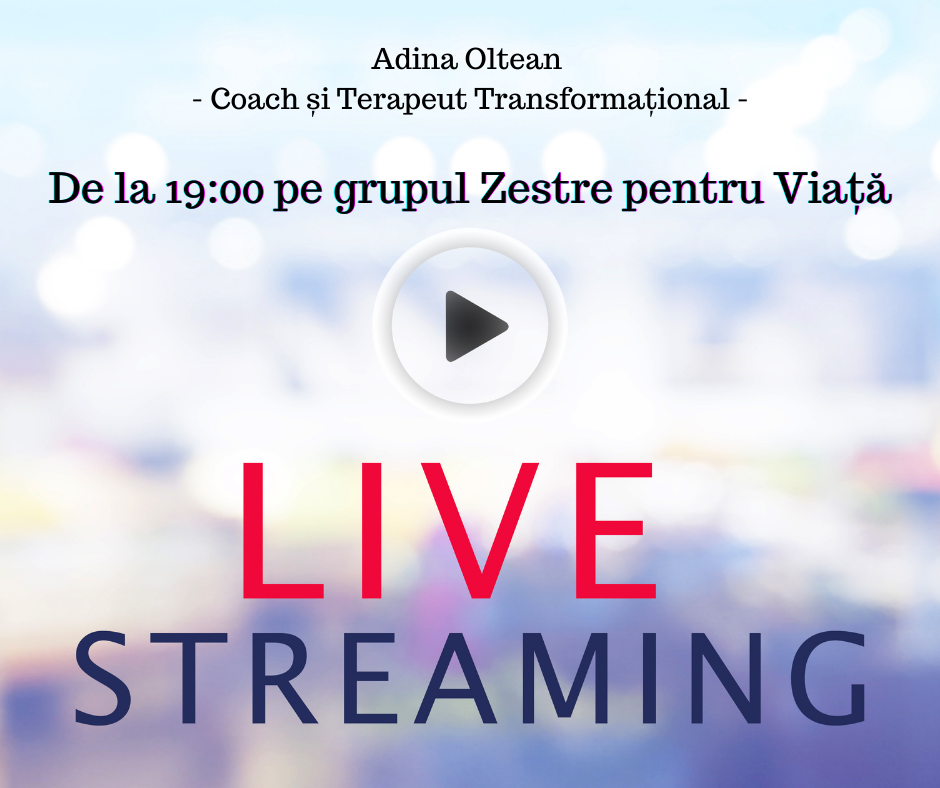 Adina Oltean
- Coach și Terapeut Transformațional -
De la 19:00 pe grupul Zestre pentru Viață
LIVE
STREAMING